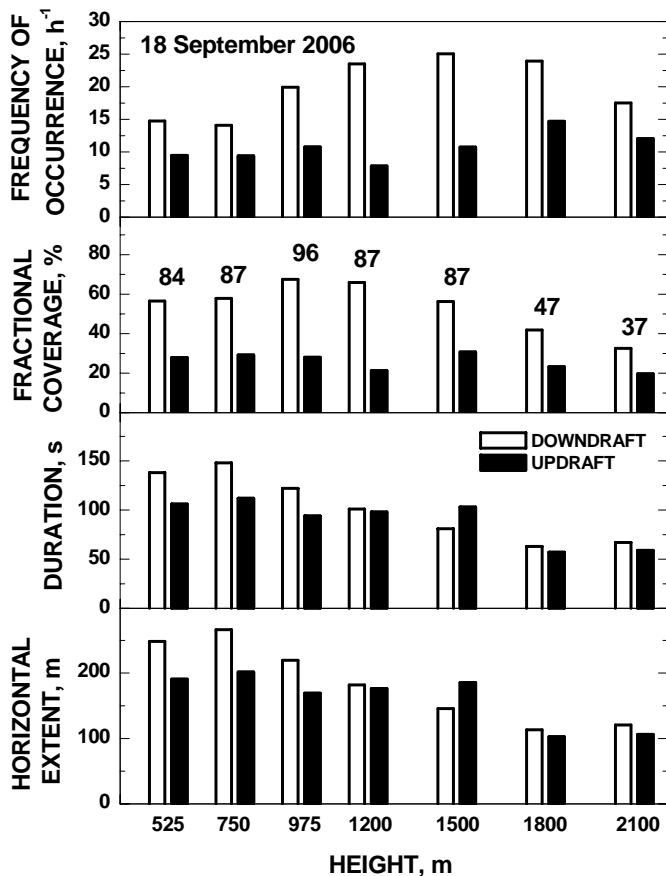 18 September 2006
FREQUENCY OF
OCCURRENCE, h-1
30
25
20
15
10
5
0
FRACTIONAL
COVERAGE, %
80
60
40
20
0
84 87 96 87 87 47 37
DURATION, s
150
100
50
0
DOWNDRAFT
UPDRAFT
HORIZONTAL
EXTENT, m
200
100
0
525 750 975 1200 1500 1800 2100
HEIGHT, m